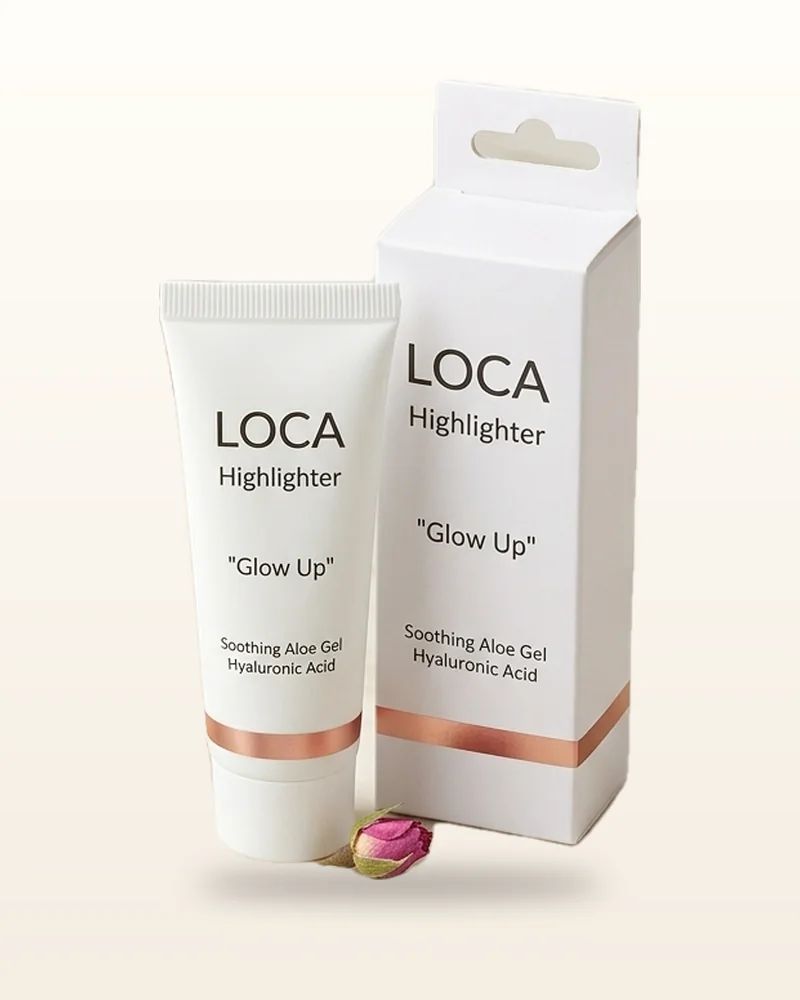 LOCA
Highlighter
"Glow Up"
Soothing Aloe Gel
Hyaluronic Acid
LOCA
Highlighter
"Glow Up"
Soothing Aloe Gel
Hyaluronic Acid